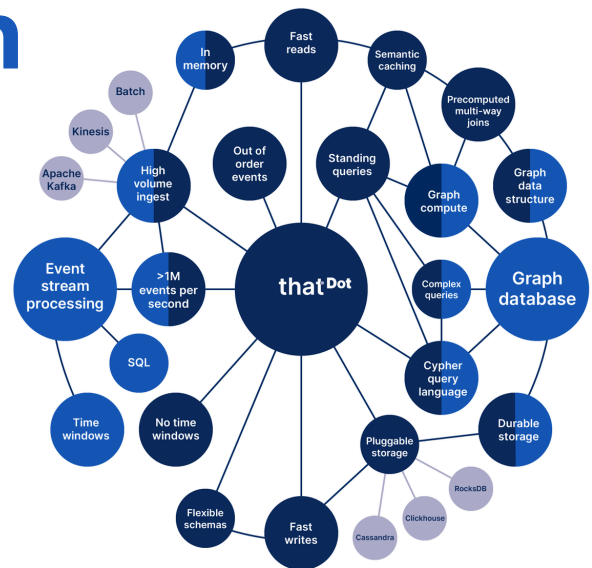 Fast
reads
In
memory
Semantic
caching
Batch
Precomputed
multi-way
joins
Kinesis
Out of
order
events
Standing
queries
Apache
Kafka
High
volume
ingest
Graph
compute
Graph
data
structure
Event
stream
processing
>1M
events per
second
thatDot
Complex
queries
Graph
database
SQL
Cypher
query
language
Time
windows
No time
windows
Pluggable
storage
Durable
storage
RocksDB
Flexible
schemas
Fast
writes
Clickhouse
Cassandra